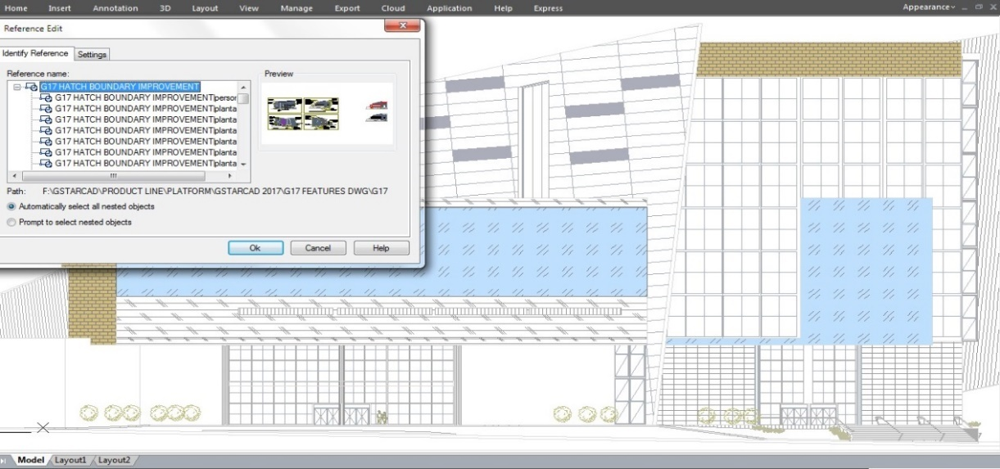 Home Insert Annotation 3D Layout View Manage Export Cloud Application Help Express Appearance
Reference Edit
Identify Reference Settings
Reference name:
Preview
G17 HATCH BOUNDARY IMPROVEMENT
G17 HATCH BOUNDARY IMPROVEMENT|person
G17 HATCH BOUNDARY IMPROVEMENT|planta
G17 HATCH BOUNDARY IMPROVEMENT|planta
G17 HATCH BOUNDARY IMPROVEMENT|planta
G17 HATCH BOUNDARY IMPROVEMENT|planta
G17 HATCH BOUNDARY IMPROVEMENT|planta
G17 HATCH BOUNDARY IMPROVEMENT|planta
Path: F:\GSTARCAD\PRODUCT LINE\PLATFORM\GSTARCAD 2017\G17 FEATURES DWG\G17
Automatically select all nested objects
Prompt to select nested objects
Ok Cancel Help
Model Layout1 Layout2